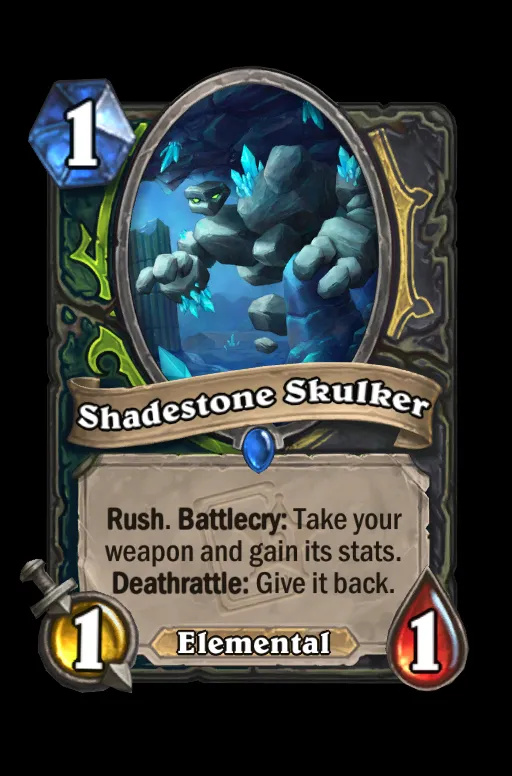 1
Shadestone Skulker
Rush. Battlecry: Take your
weapon and gain its stats.
Deathrattle: Give it back.
1
Elemental
1